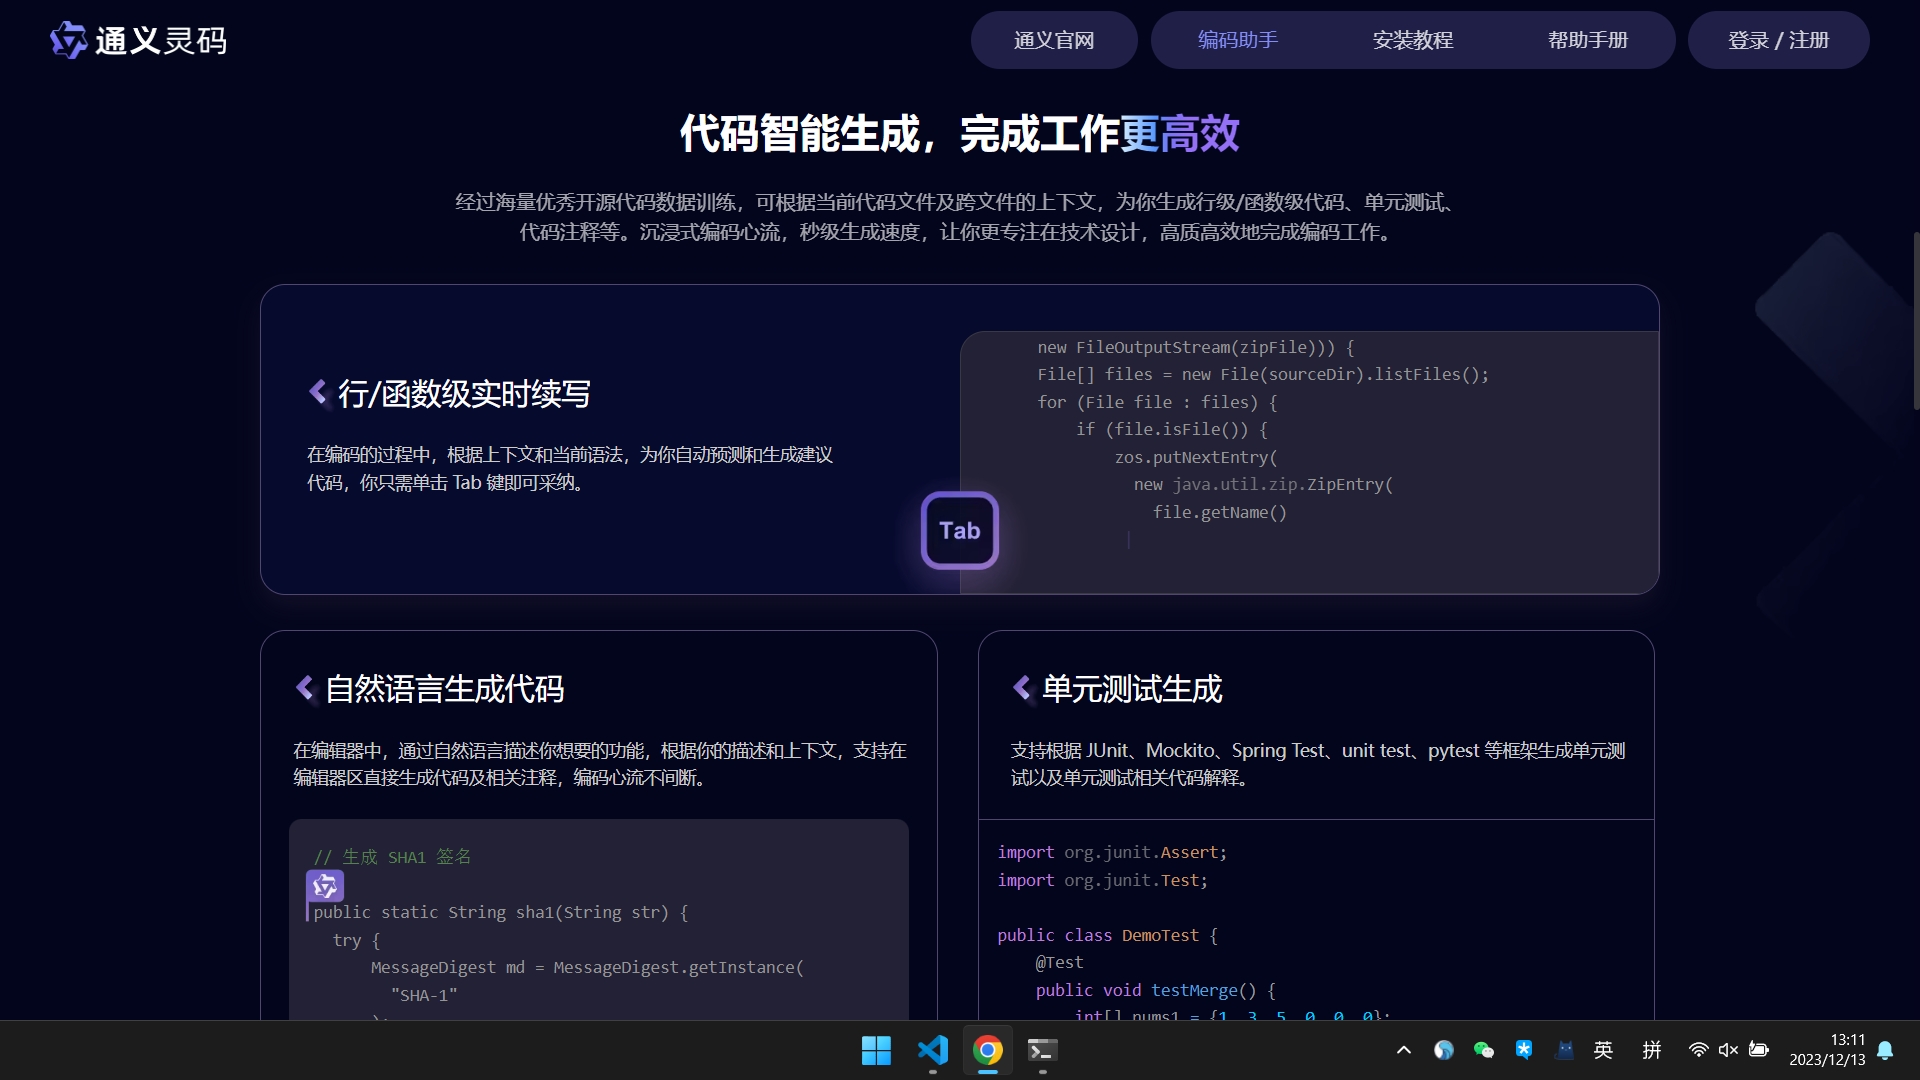 通义灵码
通义官网
编码助手
安装教程
帮助手册
登录 / 注册
代码智能生成，完成工作更高效
经过海量优秀开源代码数据训练，可根据当前代码文件及跨文件的上下文，为你生成行级/函数级代码、单元测试、
代码注释等。沉浸式编码心流，秒级生成速度，让你更专注在技术设计，高质高效地完成编码工作。
行/函数级实时续写
在编码的过程中，根据上下文和当前语法，为你自动预测和生成建议
代码，你只需单击 Tab 键即可采纳。
new FileOutputStream(zipFile))) {
File[] files = new File(sourceDir).listFiles();
for (File file : files) {
if (file.isFile()) {
zos.putNextEntry(
new java.util.zip.ZipEntry(
file.getName()
Tab
自然语言生成代码
在编辑器中，通过自然语言描述你想要的功能，根据你的描述和上下文，支持在
编辑器区直接生成代码及相关注释，编码心流不间断。
// 生成 SHA1 签名
public static String sha1(String str) {
try {
MessageDigest md = MessageDigest.getInstance(
"SHA-1"
);
单元测试生成
支持根据 JUnit、Mockito、Spring Test、unit test、pytest 等框架生成单元测
试以及单元测试相关代码解释。
import org.junit.Assert;
import org.junit.Test;
public class DemoTest {
@Test
public void testMerge() {
int[] nums1 = {1, 3, 5, 0, 0, 0};
英
拼
13:11
2023/12/13